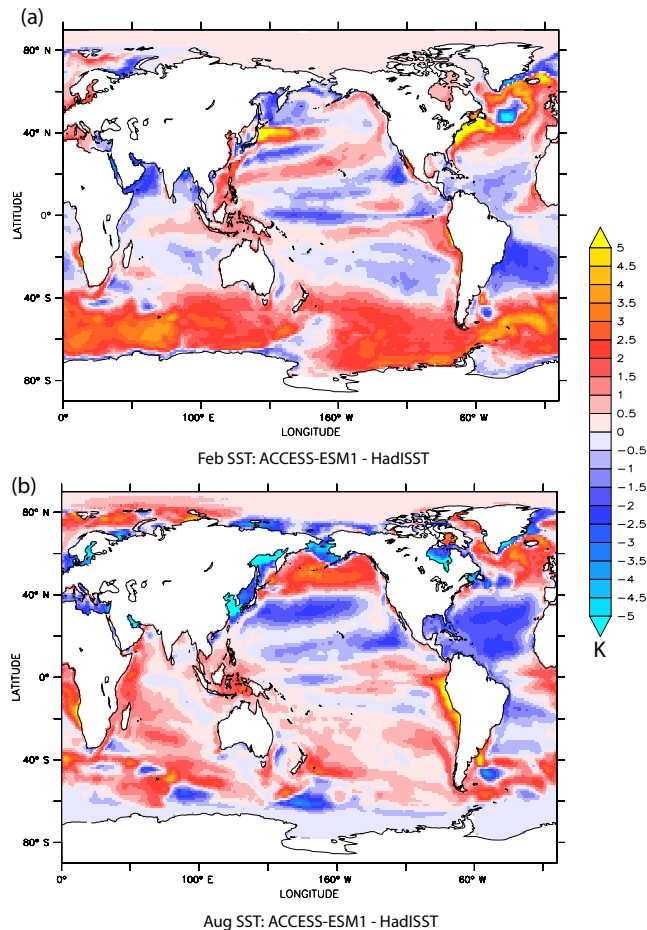 (a)
80° N
40° N
0°
40° S
80° S
LATITUDE
0°
100° E
160° W
60° W
LONGITUDE
Feb SST: ACCESS-ESM1 - HadISST
5
4.5
4
3.5
3
2.5
2
1.5
1
0.5
0
-0.5
-1
-1.5
-2
-2.5
-3
-3.5
-4
-4.5
-5
K
(b)
80° N
40° N
0°
40° S
80° S
LATITUDE
0°
100° E
160° W
60° W
LONGITUDE
Aug SST: ACCESS-ESM1 - HadISST